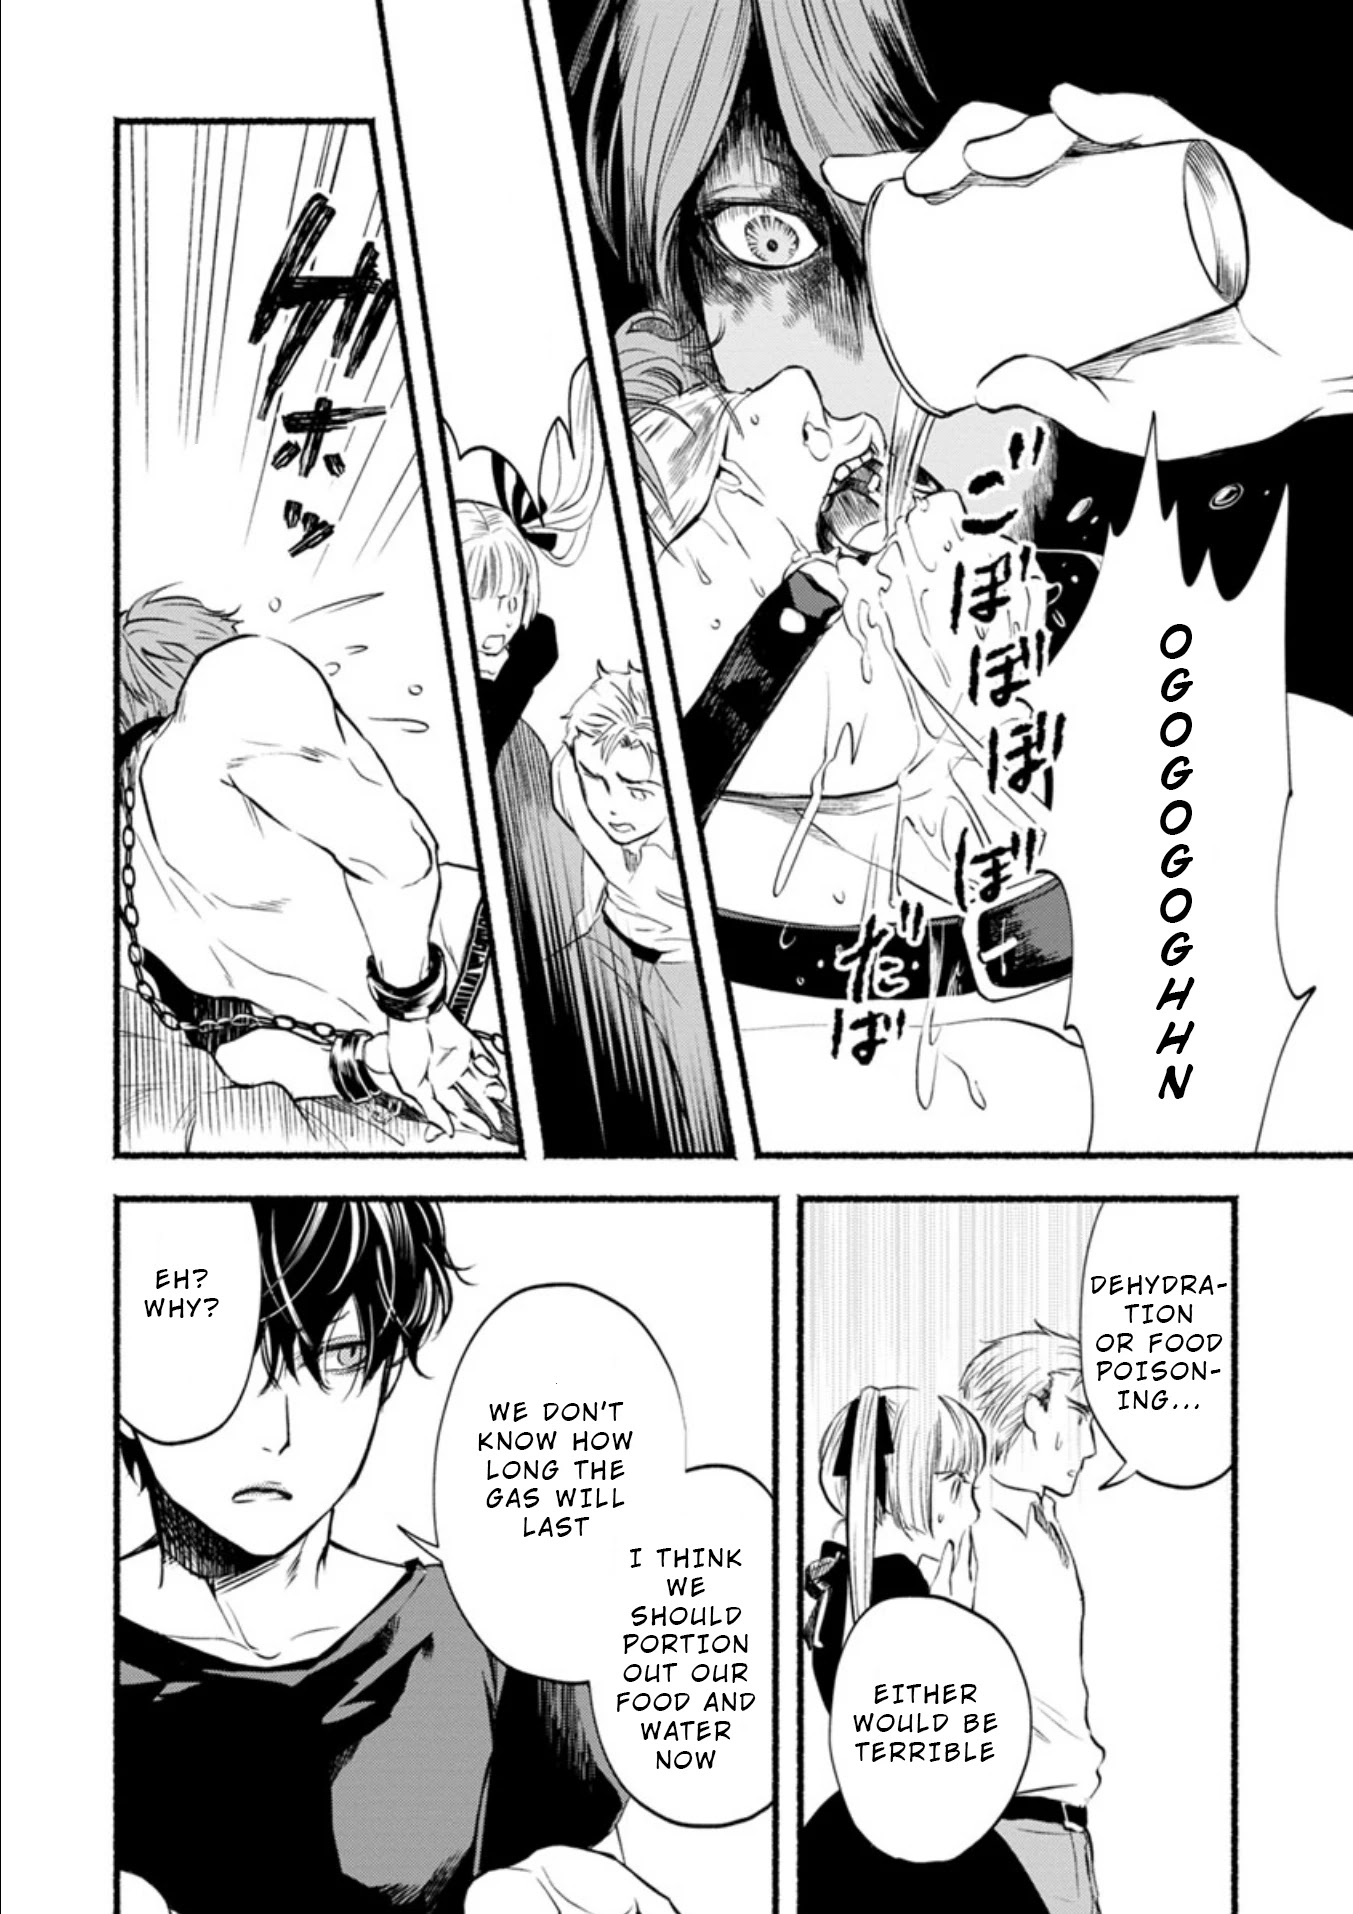 ごぼぼぼぼ
だばば
OGOGOGOGOGHHN
ゲホッ
DEHYDRA-
TION
OR FOOD
POISON-
ING...
EITHER
WOULD BE
TERRIBLE
WE DON'T
KNOW HOW
LONG THE
GAS WILL
LAST
I THINK
WE
SHOULD
PORTION
OUT OUR
FOOD AND
WATER
NOW
EH?
WHY?